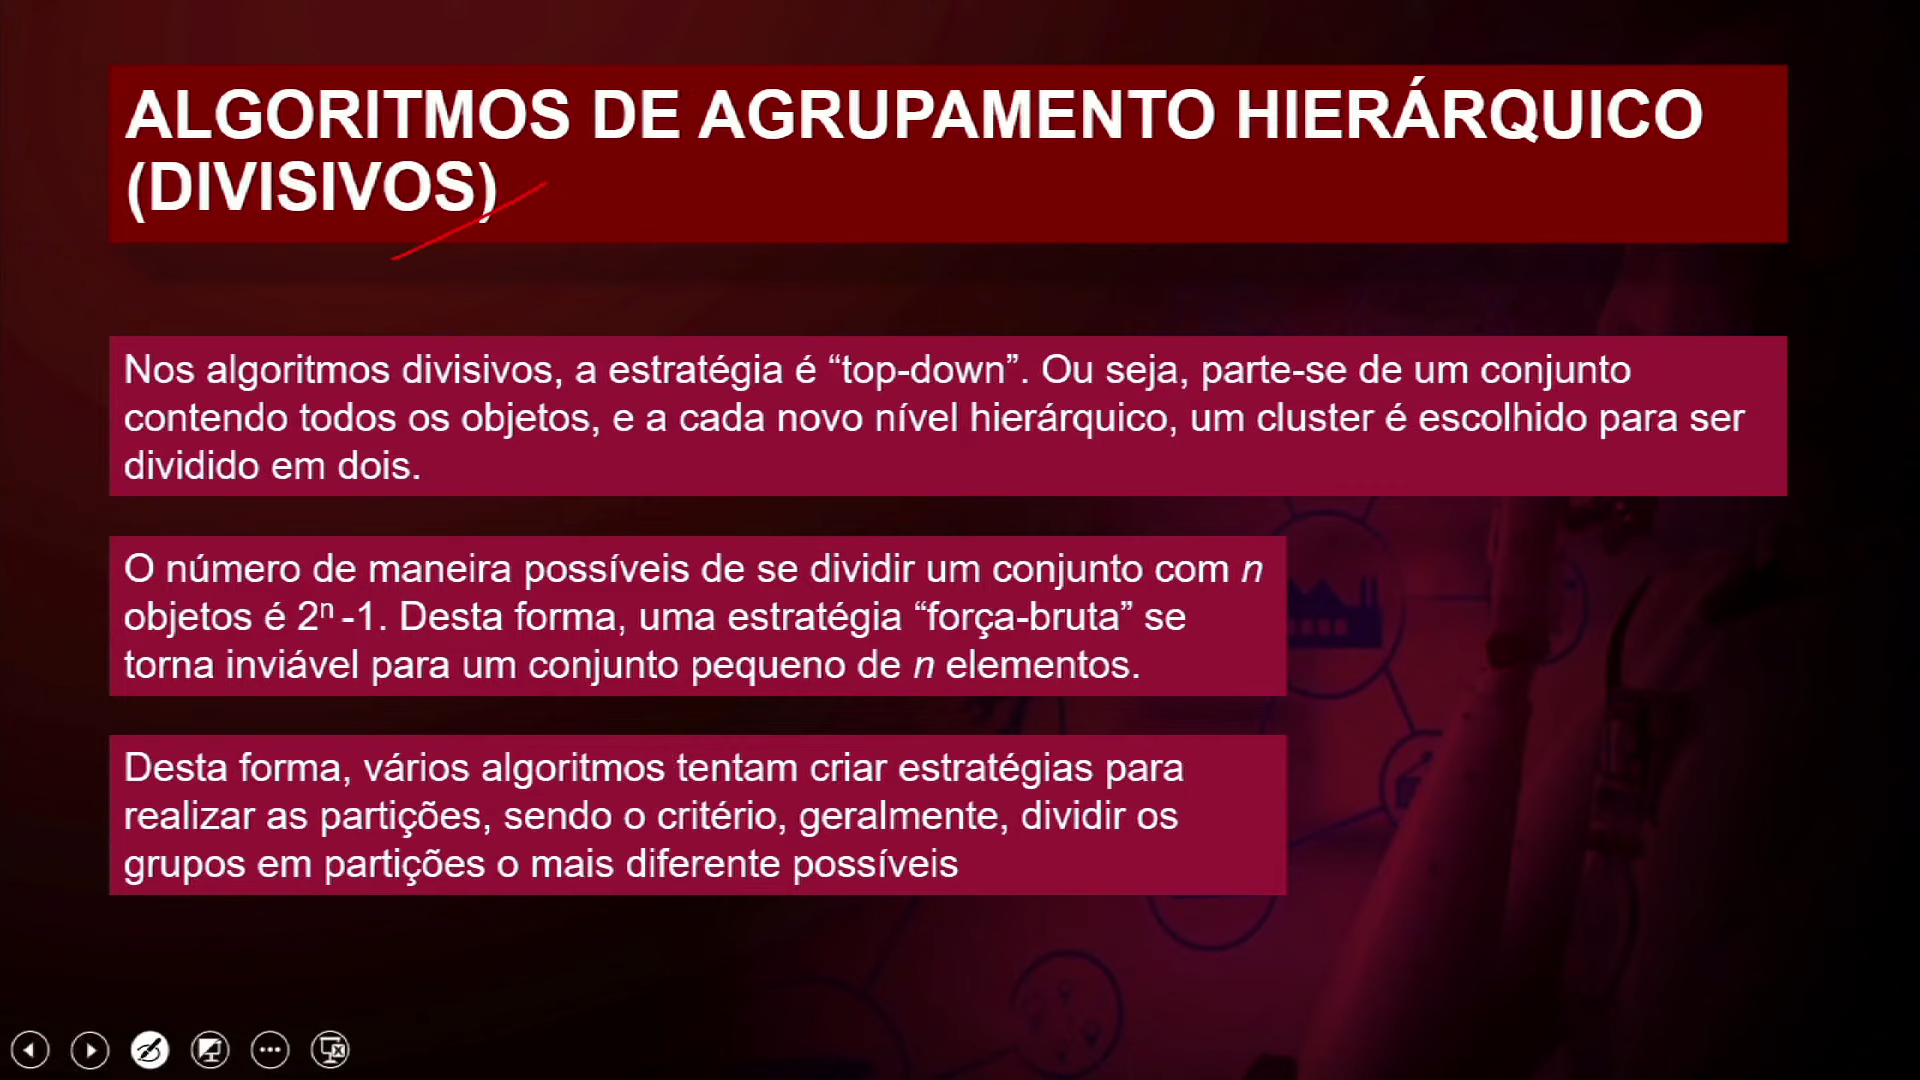 ALGORITMOS DE AGRUPAMENTO HIERÁRQUICO
(DIVISIVOS)
Nos algoritmos divisivos, a estratégia é “top-down”. Ou seja, parte-se de um conjunto
contendo todos os objetos, e a cada novo nível hierárquico, um cluster é escolhido para ser
dividido em dois.
O número de maneira possíveis de se dividir um conjunto com n
objetos é 2ⁿ -1. Desta forma, uma estratégia “força-bruta” se
torna inviável para um conjunto pequeno de n elementos.
Desta forma, vários algoritmos tentam criar estratégias para
realizar as partições, sendo o critério, geralmente, dividir os
grupos em partições o mais diferente possíveis